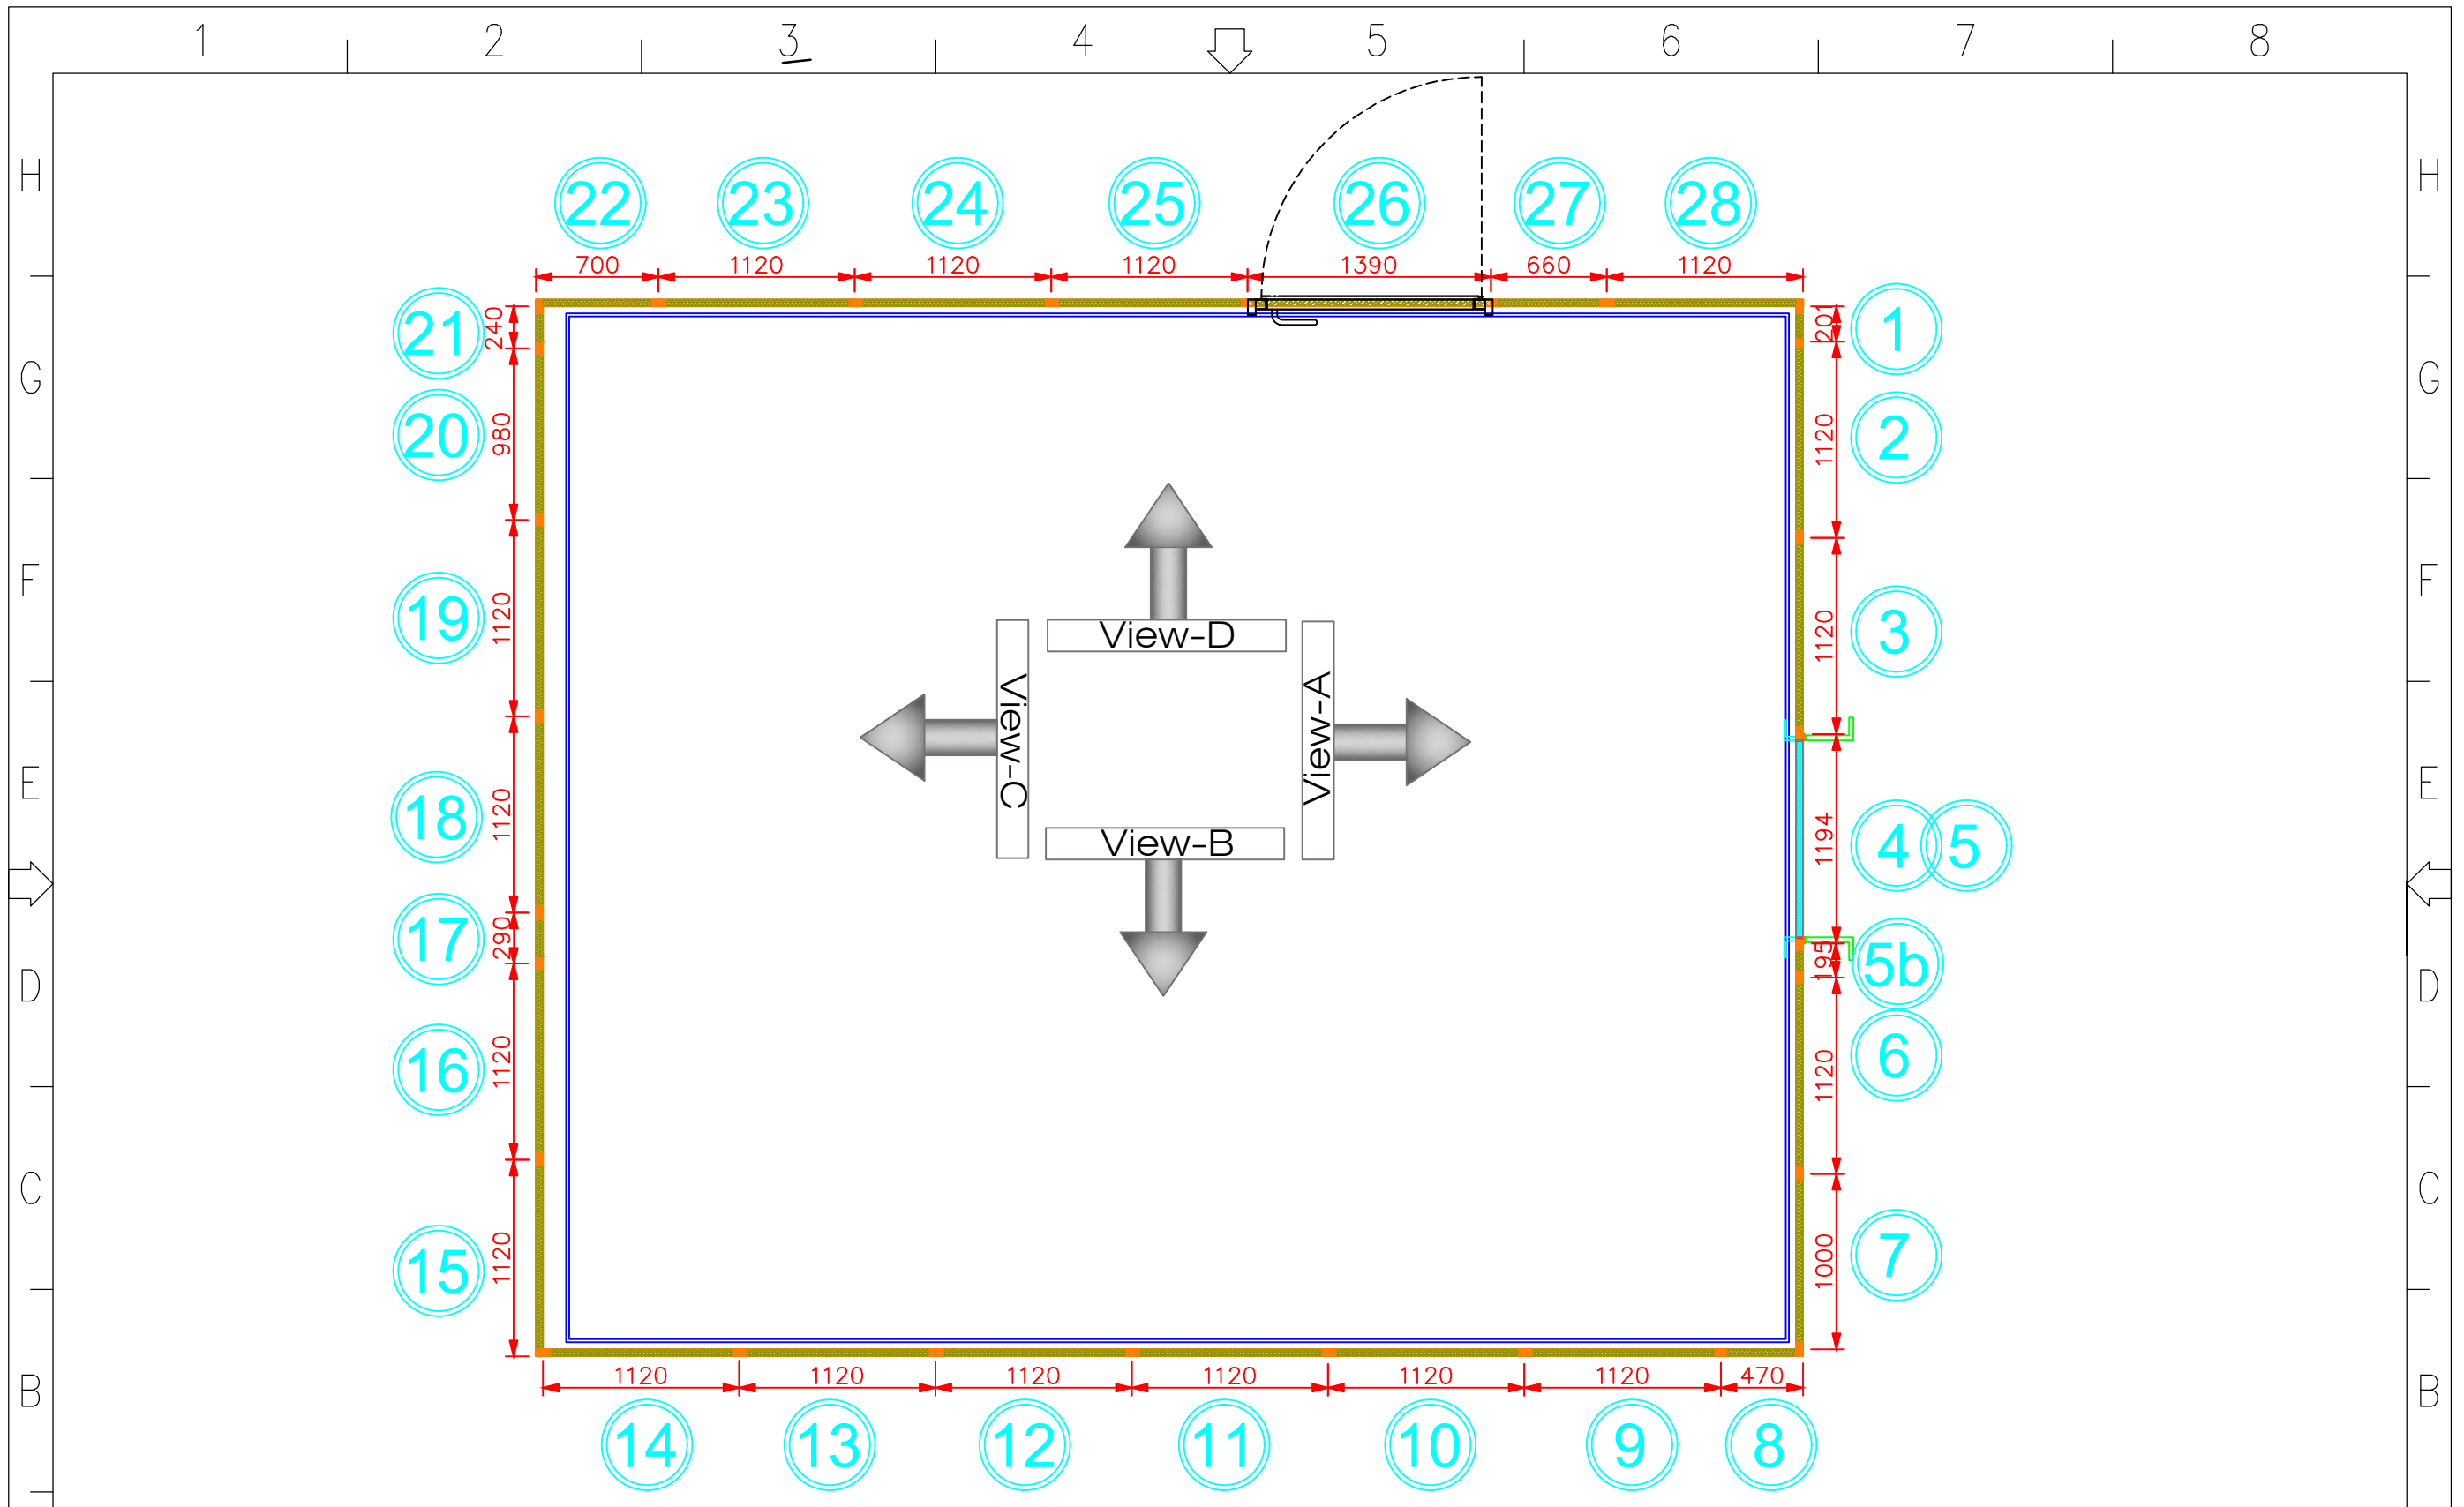 1 2 3 4 5 6 7 8
H H
22 23 24 25 26 27 28
700 1120 1120 1120 1390 660 1120
21 240 201 1
G G
20 980 1120 2
F F
19 1120 1120 3
View-D
View-C View-A
View-B
E E
18 1120 1194 4 5
17 290 195 5b
D D
16 1120 1120 6
C C
15 1120 1000 7
1120 1120 1120 1120 1120 1120 470
B B
14 13 12 11 10 9 8